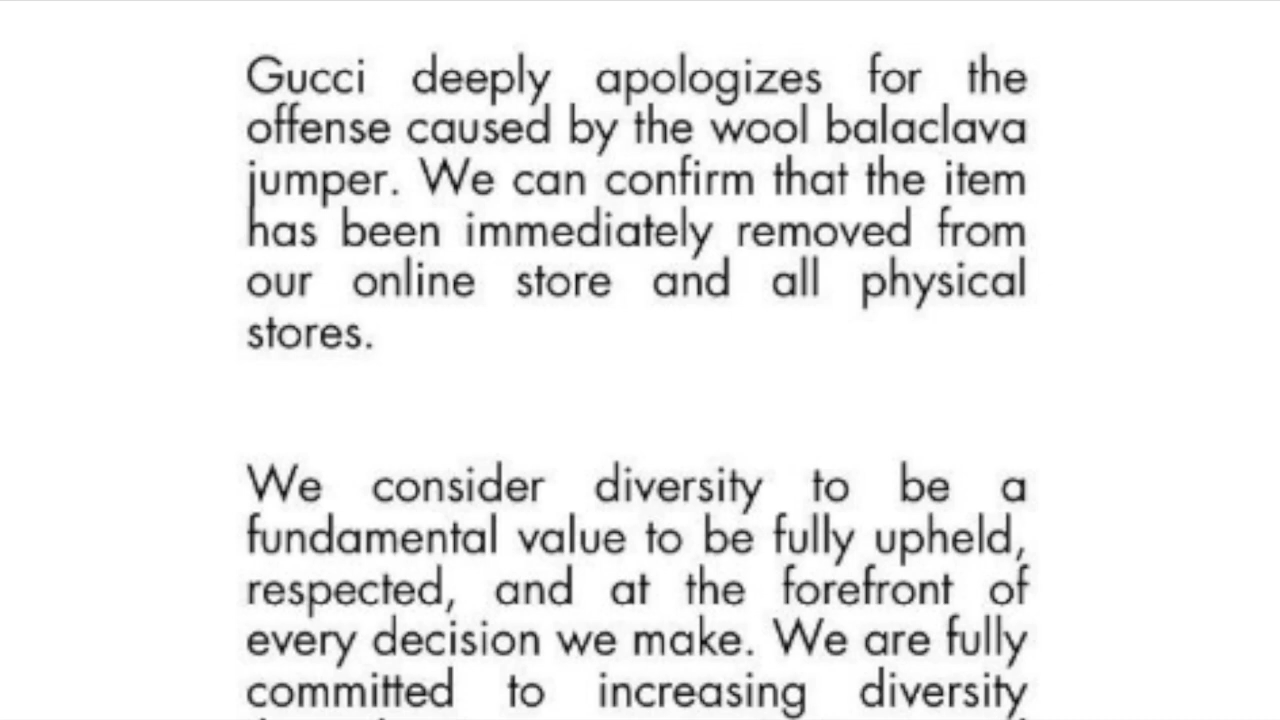 Gucci deeply apologizes for the
offense caused by the wool balaclava
jumper. We can confirm that the item
has been immediately removed from
our online store and all physical
stores.
We consider diversity to be a
fundamental value to be fully upheld,
respected, and at the forefront of
every decision we make. We are fully
committed to increasing diversity